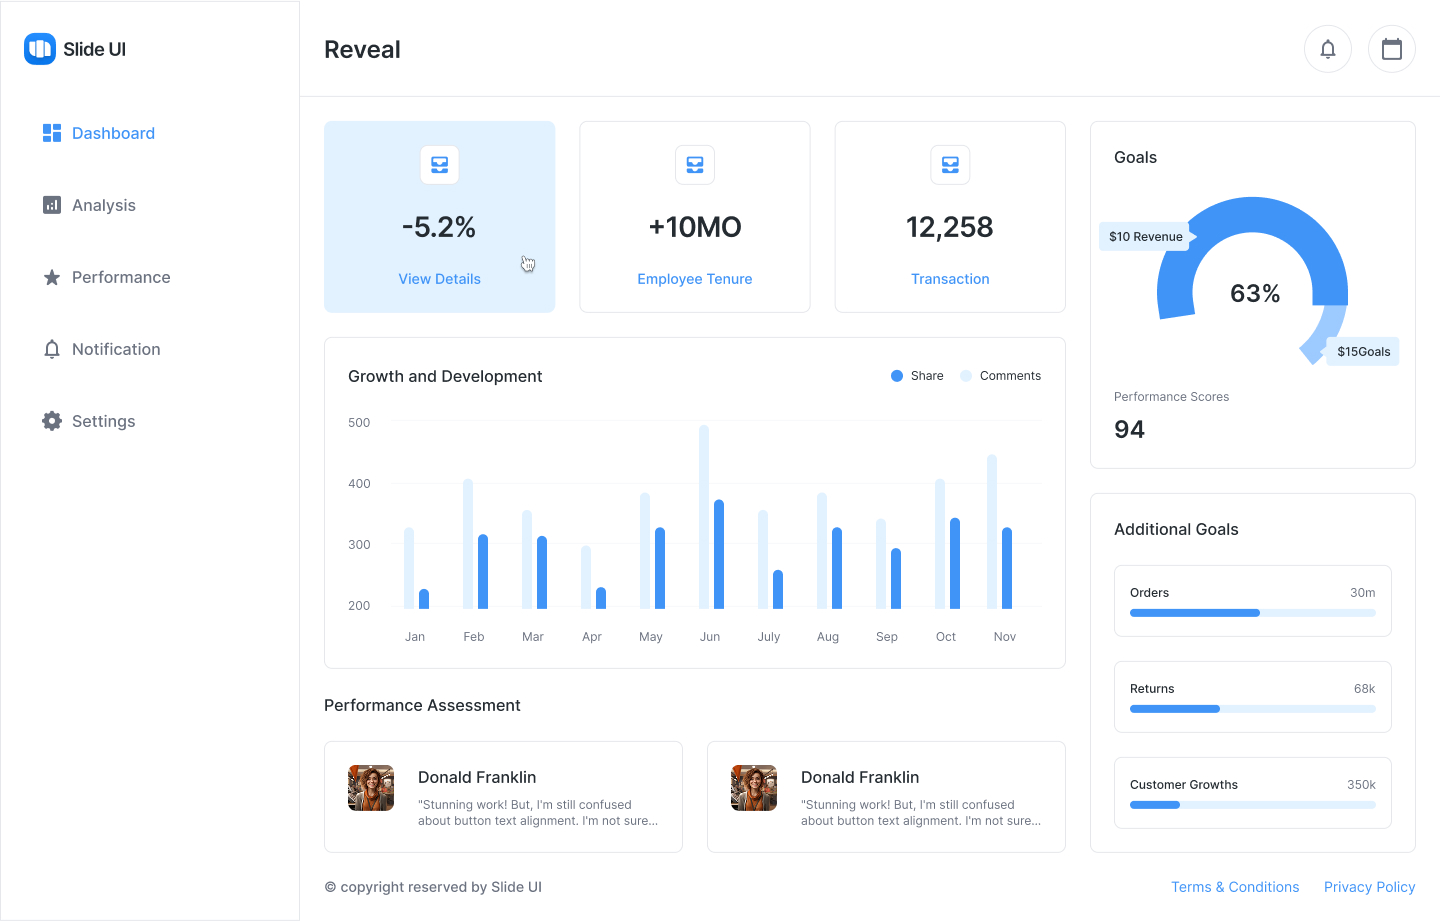 Slide UI
Dashboard
Analysis
Performance
Notification
Settings
Reveal
-5.2%
View Details
+10MO
Employee Tenure
12,258
Transaction
Growth and Development
Share
Comments
500
400
300
200
Jan Feb Mar Apr May Jun July Aug Sep Oct Nov
Performance Assessment
Donald Franklin
"Stunning work! But, I'm still confused
about button text alignment. I'm not sure...
Donald Franklin
"Stunning work! But, I'm still confused
about button text alignment. I'm not sure...
Goals
$10 Revenue
63%
$15Goals
Performance Scores
94
Additional Goals
Orders 30m
Returns 68k
Customer Growths 350k
© copyright reserved by Slide UI
Terms & Conditions
Privacy Policy